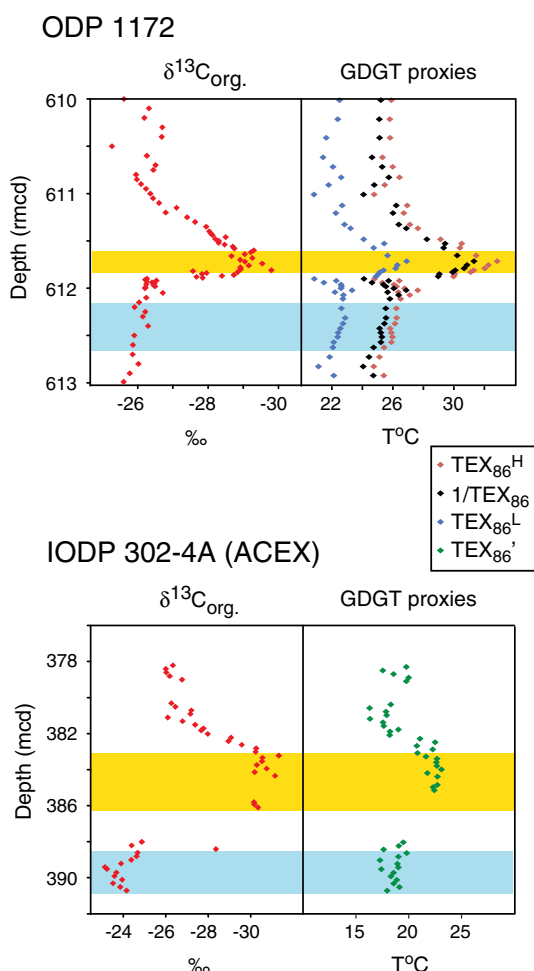 ODP 1172
δ13Corg.
GDGT proxies
Depth (rmcd)
610
611
612
613
-26
-28
-30
22
26
30
‰
T°C
TEX86H
1/TEX86
TEX86L
TEX86’
IODP 302-4A (ACEX)
δ13Corg.
GDGT proxies
Depth (mcd)
378
382
386
390
-24
-26
-28
-30
15
20
25
‰
T°C